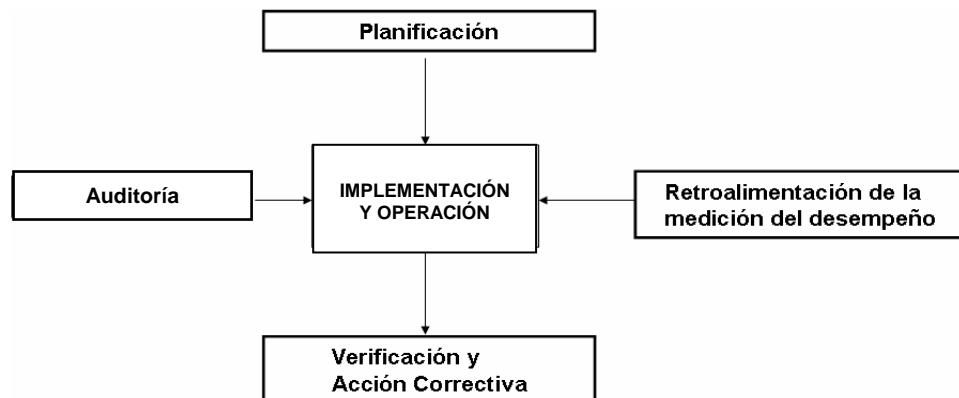 Planificación
Auditoría
IMPLEMENTACIÓN
Y OPERACIÓN
Retroalimentación de la
medición del desempeño
Verificación y
Acción Correctiva